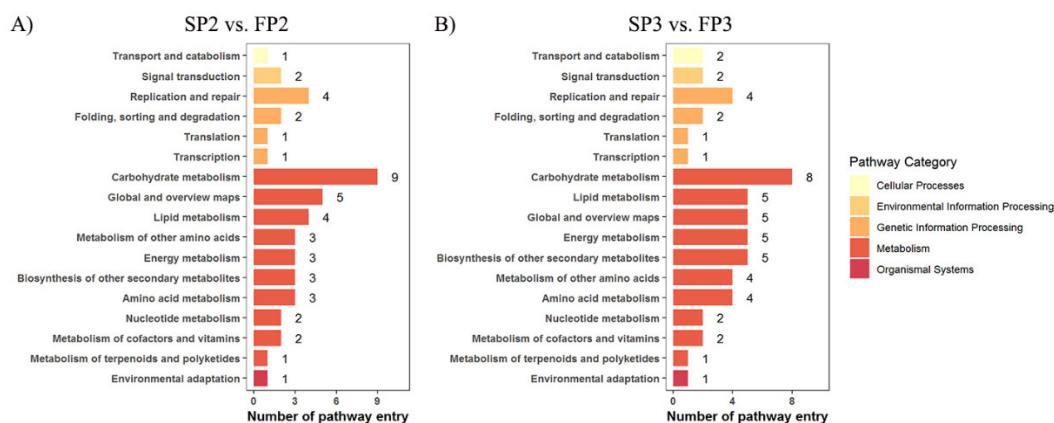 A) SP2 vs. FP2
Transport and catabolism 1
Signal transduction 2
Replication and repair 4
Folding, sorting and degradation 2
Translation 1
Transcription 1
Carbohydrate metabolism 9
Global and overview maps 5
Lipid metabolism 4
Metabolism of other amino acids 3
Energy metabolism 3
Biosynthesis of other secondary metabolites 3
Amino acid metabolism 3
Nucleotide metabolism 2
Metabolism of cofactors and vitamins 2
Metabolism of terpenoids and polyketides 1
Environmental adaptation 1
0 3 6 9
Number of pathway entry
B) SP3 vs. FP3
Transport and catabolism 2
Signal transduction 2
Replication and repair 4
Folding, sorting and degradation 2
Translation 1
Transcription 1
Carbohydrate metabolism 8
Lipid metabolism 5
Global and overview maps 5
Energy metabolism 5
Biosynthesis of other secondary metabolites 5
Metabolism of other amino acids 4
Amino acid metabolism 4
Nucleotide metabolism 2
Metabolism of cofactors and vitamins 2
Metabolism of terpenoids and polyketides 1
Environmental adaptation 1
0 4 8
Number of pathway entry
Pathway Category
Cellular Processes
Environmental Information Processing
Genetic Information Processing
Metabolism
Organismal Systems